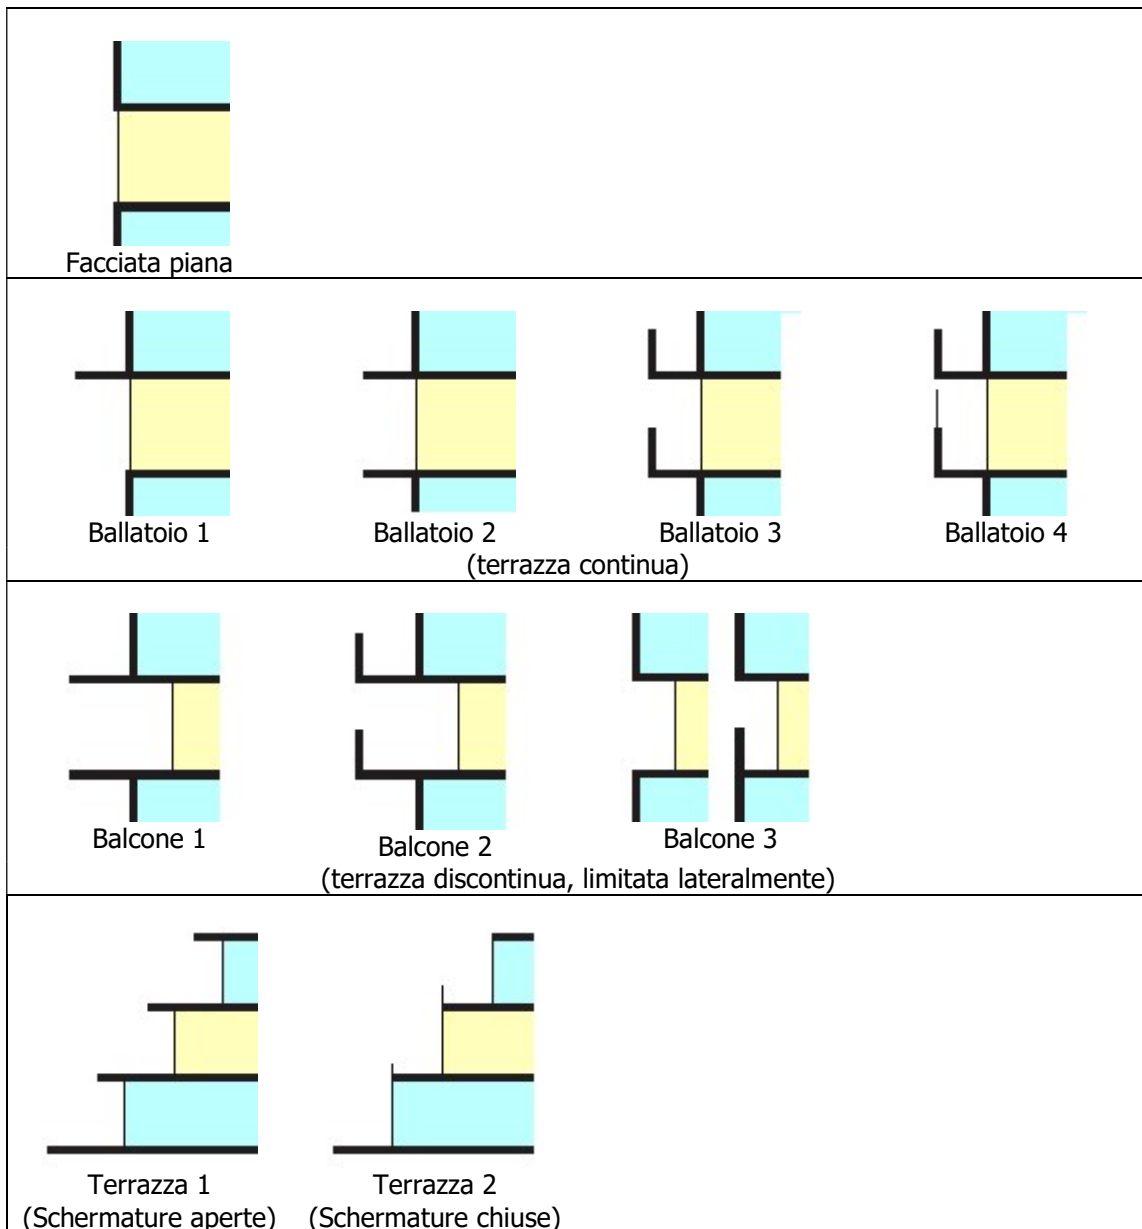 Facciata piana
Ballatoio 1 Ballatoio 2 Ballatoio 3 Ballatoio 4
(terrazza continua)
Balcone 1 Balcone 2 Balcone 3
(terrazza discontinua, limitata lateralmente)
Terrazza 1 Terrazza 2
(Schermature aperte) (Schermature chiuse)